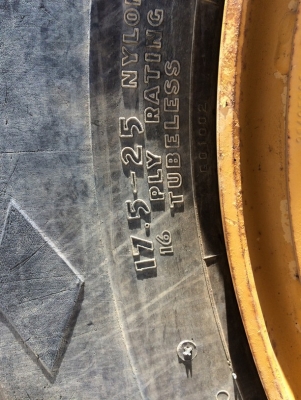 17.5-25 NYLON
16 PLY RATING
TUBELESS